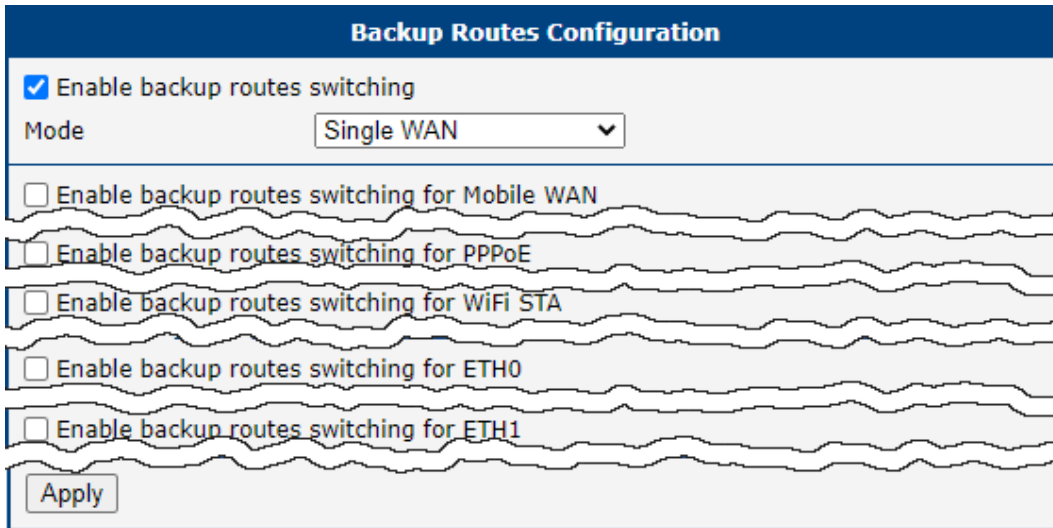 Backup Routes Configuration
Enable backup routes switching
Mode Single WAN
Enable backup routes switching for Mobile WAN
Enable backup routes switching for PPPoE
Enable backup routes switching for WiFi STA
Enable backup routes switching for ETH0
Enable backup routes switching for ETH1
Apply